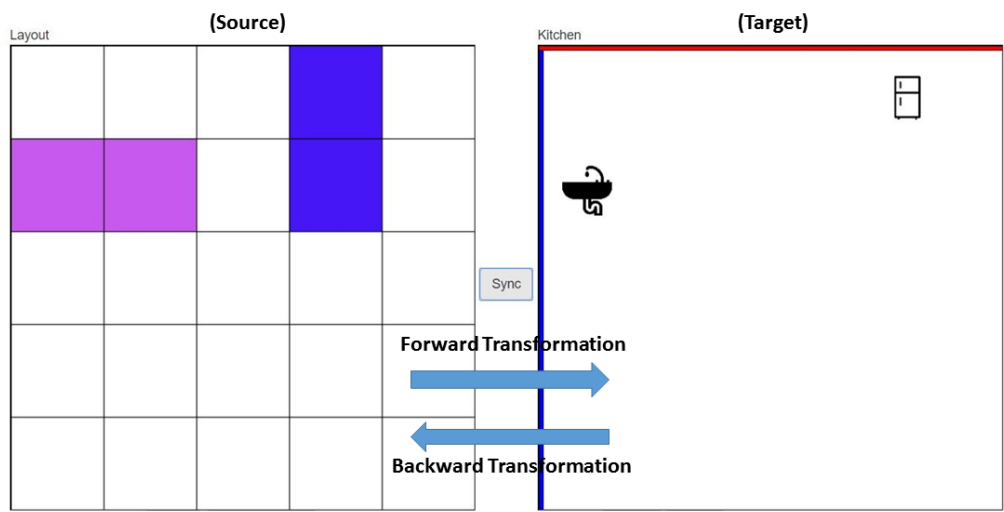 (Source)
(Target)
Layout
Kitchen
Sync
Forward Transformation
Backward Transformation